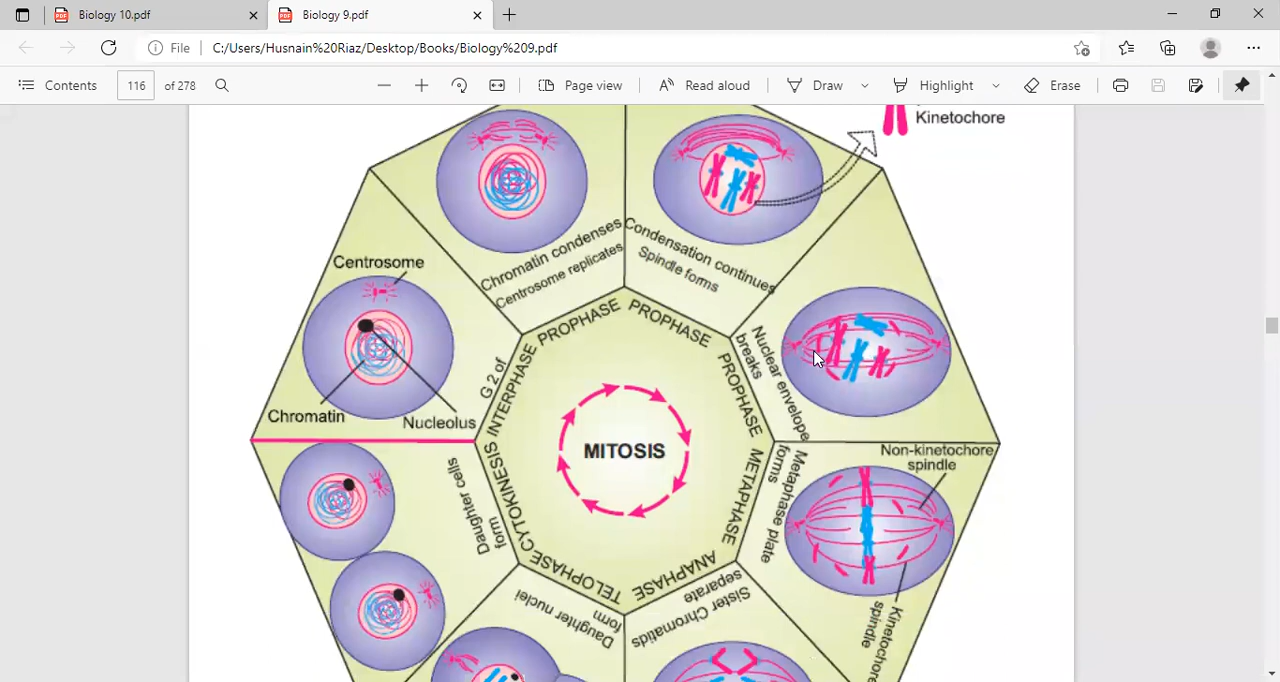 Biology 10.pdf
Biology 9.pdf
File
C:/Users/Husnain%20Riaz/Desktop/Books/Biology%209.pdf
Contents
116
of 278
Page view
Read aloud
Draw
Highlight
Erase
Kinetochore
Chromatin condenses
Centrosome replicates
Condensation continues
Spindle forms
Centrosome
PROPHASE
PROPHASE
Nuclear envelope
breaks
PROPHASE
G 2 of
INTERPHASE
Chromatin
Nucleolus
MITOSIS
Non-kinetochore
spindle
Metaphase plate
forms
METAPHASE
Daughter cells
form
CYTOKINESIS
TELOPHASE
ANAPHASE
Daughter nuclei
form
Sister Chromatids
separate
Kinetochore
spindle